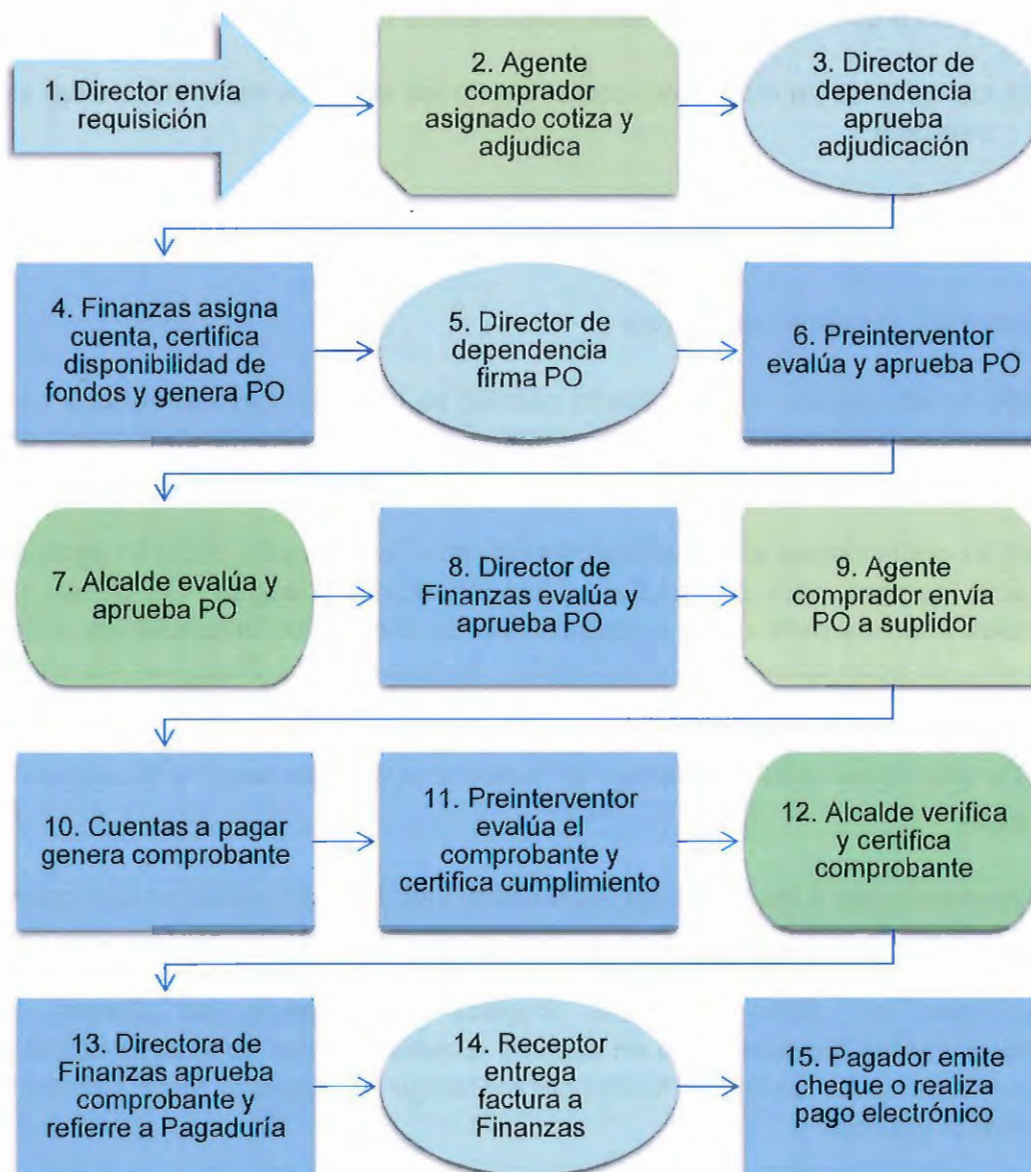 1. Director envía
requisición
2. Agente
comprador
asignado cotiza y
adjudica
3. Director de
dependencia
aprueba
adjudicación
4. Finanzas asigna
cuenta, certifica
disponibilidad de
fondos y genera PO
5. Director de
dependencia
firma PO
6. Preinterventor
evalúa y aprueba PO
7. Alcalde evalúa y
aprueba PO
8. Director de
Finanzas evalúa y
aprueba PO
9. Agente
comprador envía
PO a suplidor
10. Cuentas a pagar
genera comprobante
11. Preinterventor
evalúa el
comprobante y
certifica cumplimiento
12. Alcalde verifica
y certifica
comprobante
13. Directora de
Finanzas aprueba
comprobante y
refierre a Pagaduría
14. Receptor
entrega
factura a
Finanzas
15. Pagador emite
cheque o realiza
pago electrónico